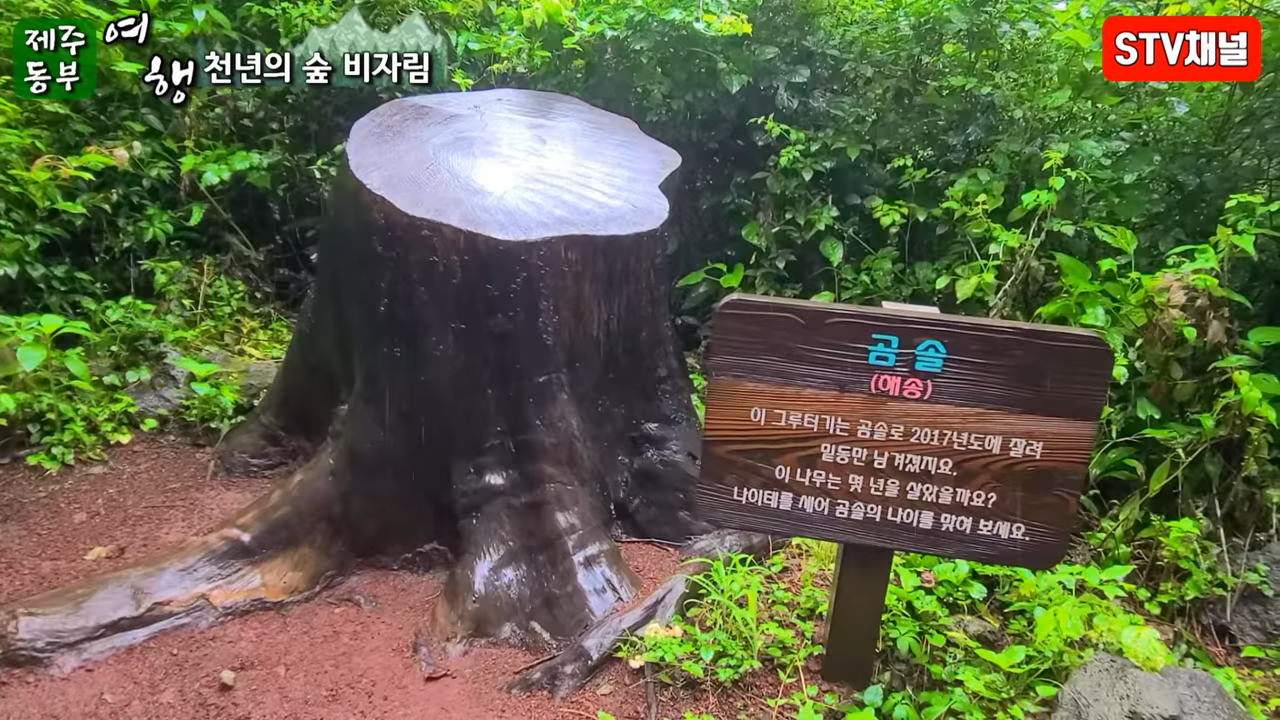 제주
동부
여행
천년의 숲 비자림
STV채널
곰솔
(해송)
이 그루터기는 곰솔로 2017년도에 잘려
밑동만 남겨졌지요.
이 나무는 몇 년을 살았을까요?
나이테를 세어 곰솔의 나이를 맞혀 보세요.